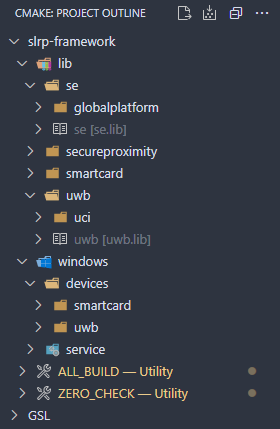 CMAKE: PROJECT OUTLINE
slrp-framework
lib
se
globalplatform
se [se.lib]
secureproximity
smartcard
uwb
uci
uwb [uwb.lib]
windows
devices
smartcard
uwb
service
ALL_BUILD — Utility
ZERO_CHECK — Utility
GSL